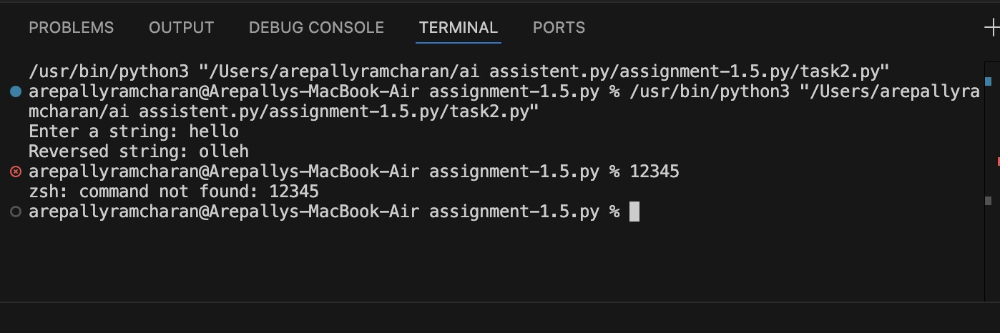 PROBLEMS OUTPUT DEBUG CONSOLE TERMINAL PORTS
/usr/bin/python3 "/Users/arepallyramcharan/ai assistent.py/assignment-1.5.py/task2.py"
arepallyramcharan@Arepallys-MacBook-Air assignment-1.5.py % /usr/bin/python3 "/Users/arepallyra
mcharan/ai assistent.py/assignment-1.5.py/task2.py"
Enter a string: hello
Reversed string: olleh
arepallyramcharan@Arepallys-MacBook-Air assignment-1.5.py % 12345
zsh: command not found: 12345
arepallyramcharan@Arepallys-MacBook-Air assignment-1.5.py %